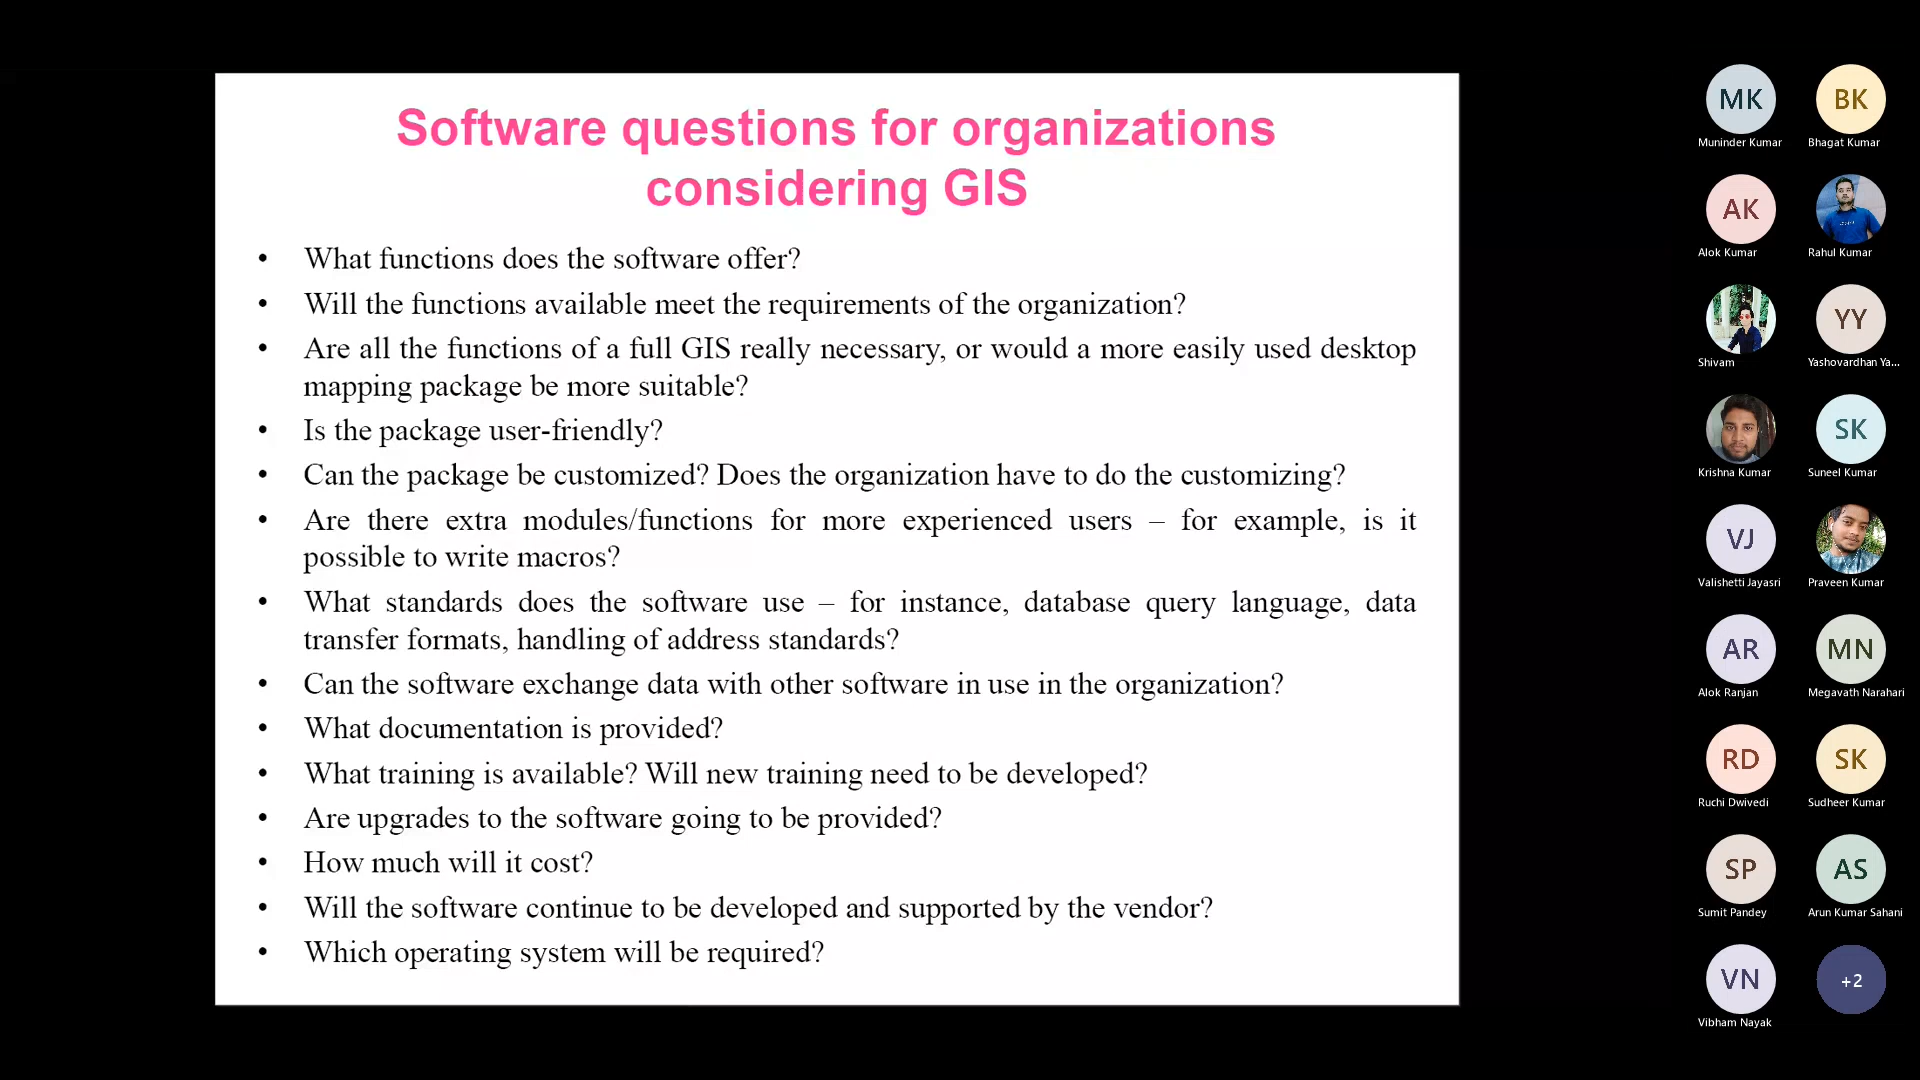 Software questions for organizations
considering GIS
• What functions does the software offer?
• Will the functions available meet the requirements of the organization?
• Are all the functions of a full GIS really necessary, or would a more easily used desktop
mapping package be more suitable?
• Is the package user-friendly?
• Can the package be customized? Does the organization have to do the customizing?
• Are there extra modules/functions for more experienced users – for example, is it
possible to write macros?
• What standards does the software use – for instance, database query language, data
transfer formats, handling of address standards?
• Can the software exchange data with other software in use in the organization?
• What documentation is provided?
• What training is available? Will new training need to be developed?
• Are upgrades to the software going to be provided?
• How much will it cost?
• Will the software continue to be developed and supported by the vendor?
• Which operating system will be required?
MK BK
Muninder Kumar Bhagat Kumar
AK
Alok Kumar Rahul Kumar
YY
Shivam Yashovardhan Ya...
SK
Krishna Kumar Suneel Kumar
VJ
Valishetti Jayasri Praveen Kumar
AR MN
Alok Ranjan Megavath Narahari
RD SK
Ruchi Dwivedi Sudheer Kumar
SP AS
Sumit Pandey Arun Kumar Sahani
VN +2
Vibham Nayak